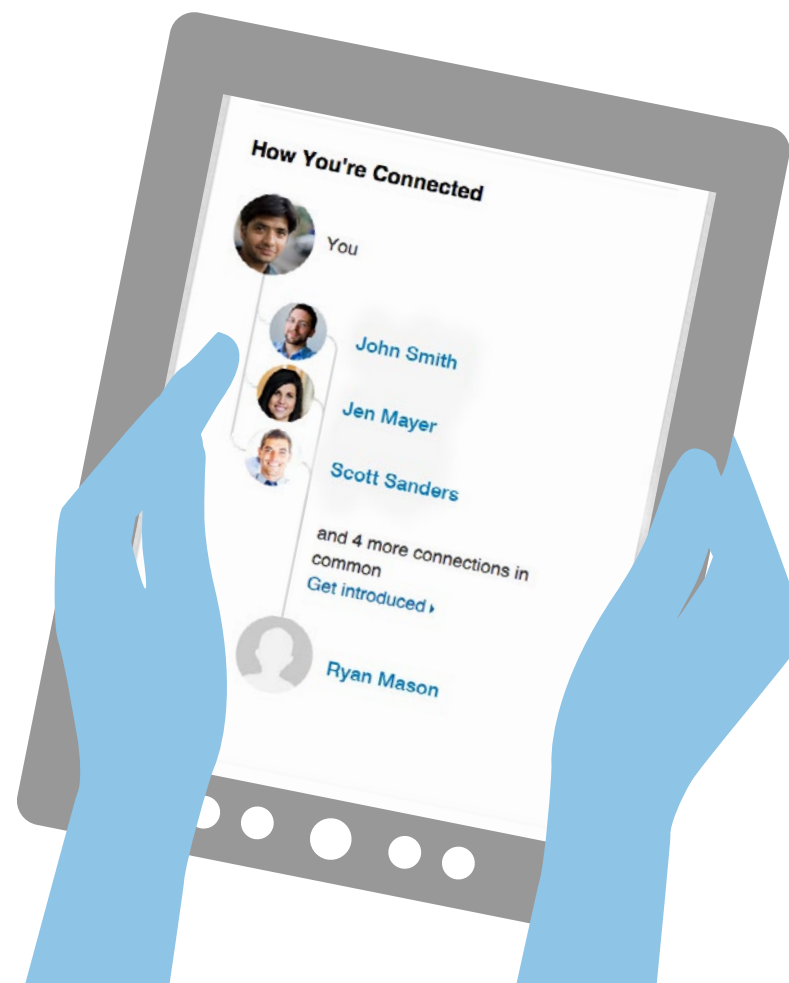 How You're Connected
You
John Smith
Jen Mayer
Scott Sanders
and 4 more connections in
common
Get introduced
Ryan Mason